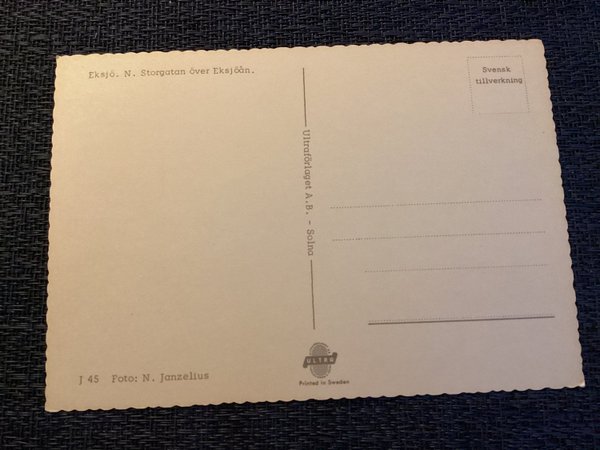 Eksjö. N. Storgatan över Eksjöån.
Svensk
tillverkning
Ultraförlaget A.B. - Solna
J 45 Foto: N. Janzelius
ULTRA
Printed in Sweden